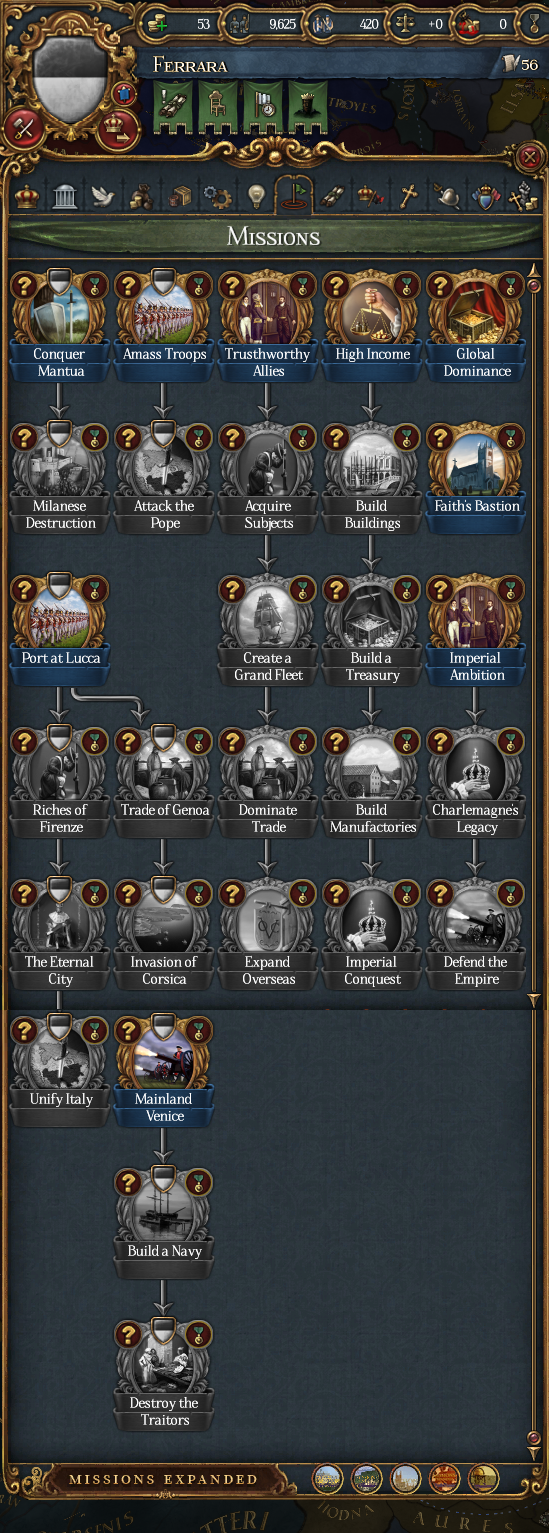 53 9,625 420 +0 0
FERRARA 56
TROYES
MISSIONS
Conquer Mantua
Amass Troops
Trusthworthy Allies
High Income
Global Dominance
Milanese Destruction
Attack the Pope
Acquire Subjects
Build Buildings
Faith's Bastion
Port at Lucca
Create a Grand Fleet
Build a Treasury
Imperial Ambition
Riches of Firenze
Trade of Genoa
Dominate Trade
Build Manufactories
Charlemagne's Legacy
The Eternal City
Invasion of Corsica
Expand Overseas
Imperial Conquest
Defend the Empire
Unify Italy
Mainland Venice
Build a Navy
Destroy the Traitors
MISSIONS EXPANDED